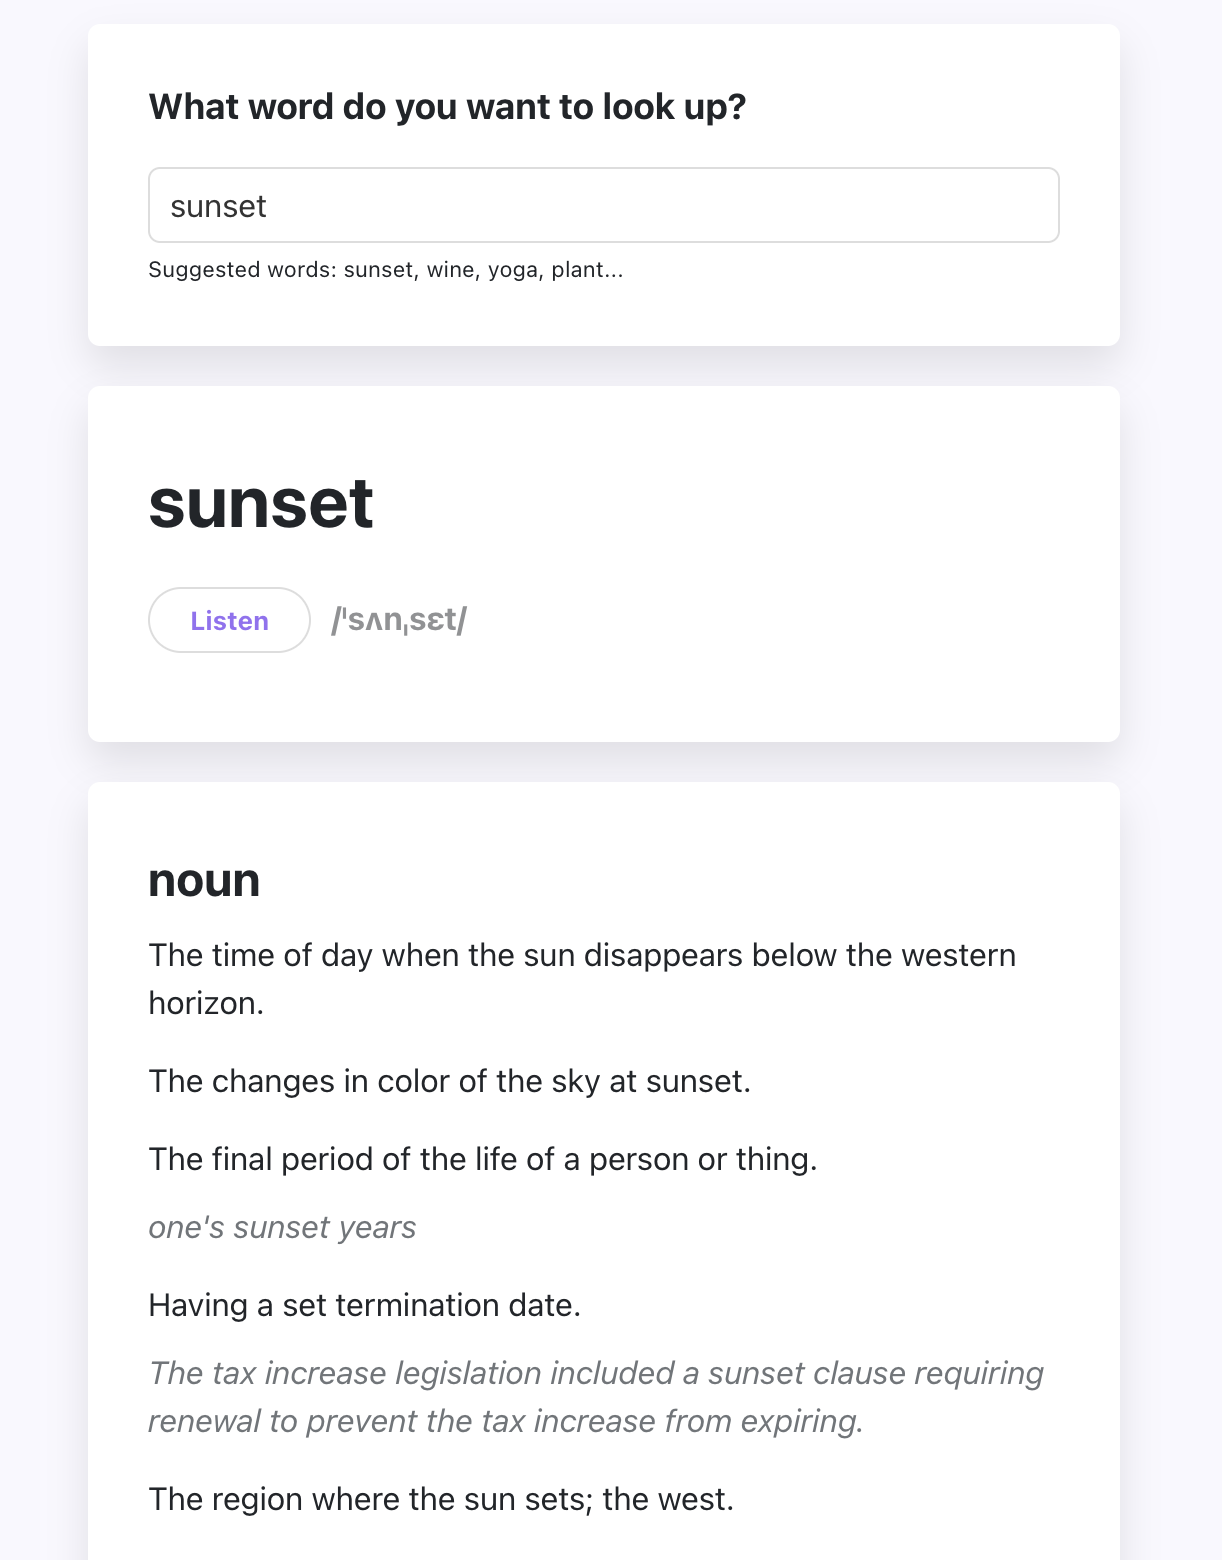 What word do you want to look up?
sunset
Suggested words: sunset, wine, yoga, plant...
sunset
Listen /ˈsʌnˌsɛt/
noun
The time of day when the sun disappears below the western
horizon.
The changes in color of the sky at sunset.
The final period of the life of a person or thing.
one's sunset years
Having a set termination date.
The tax increase legislation included a sunset clause requiring
renewal to prevent the tax increase from expiring.
The region where the sun sets; the west.